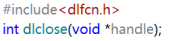 #include<dlfcn.h>
int dlclose(void *handle);